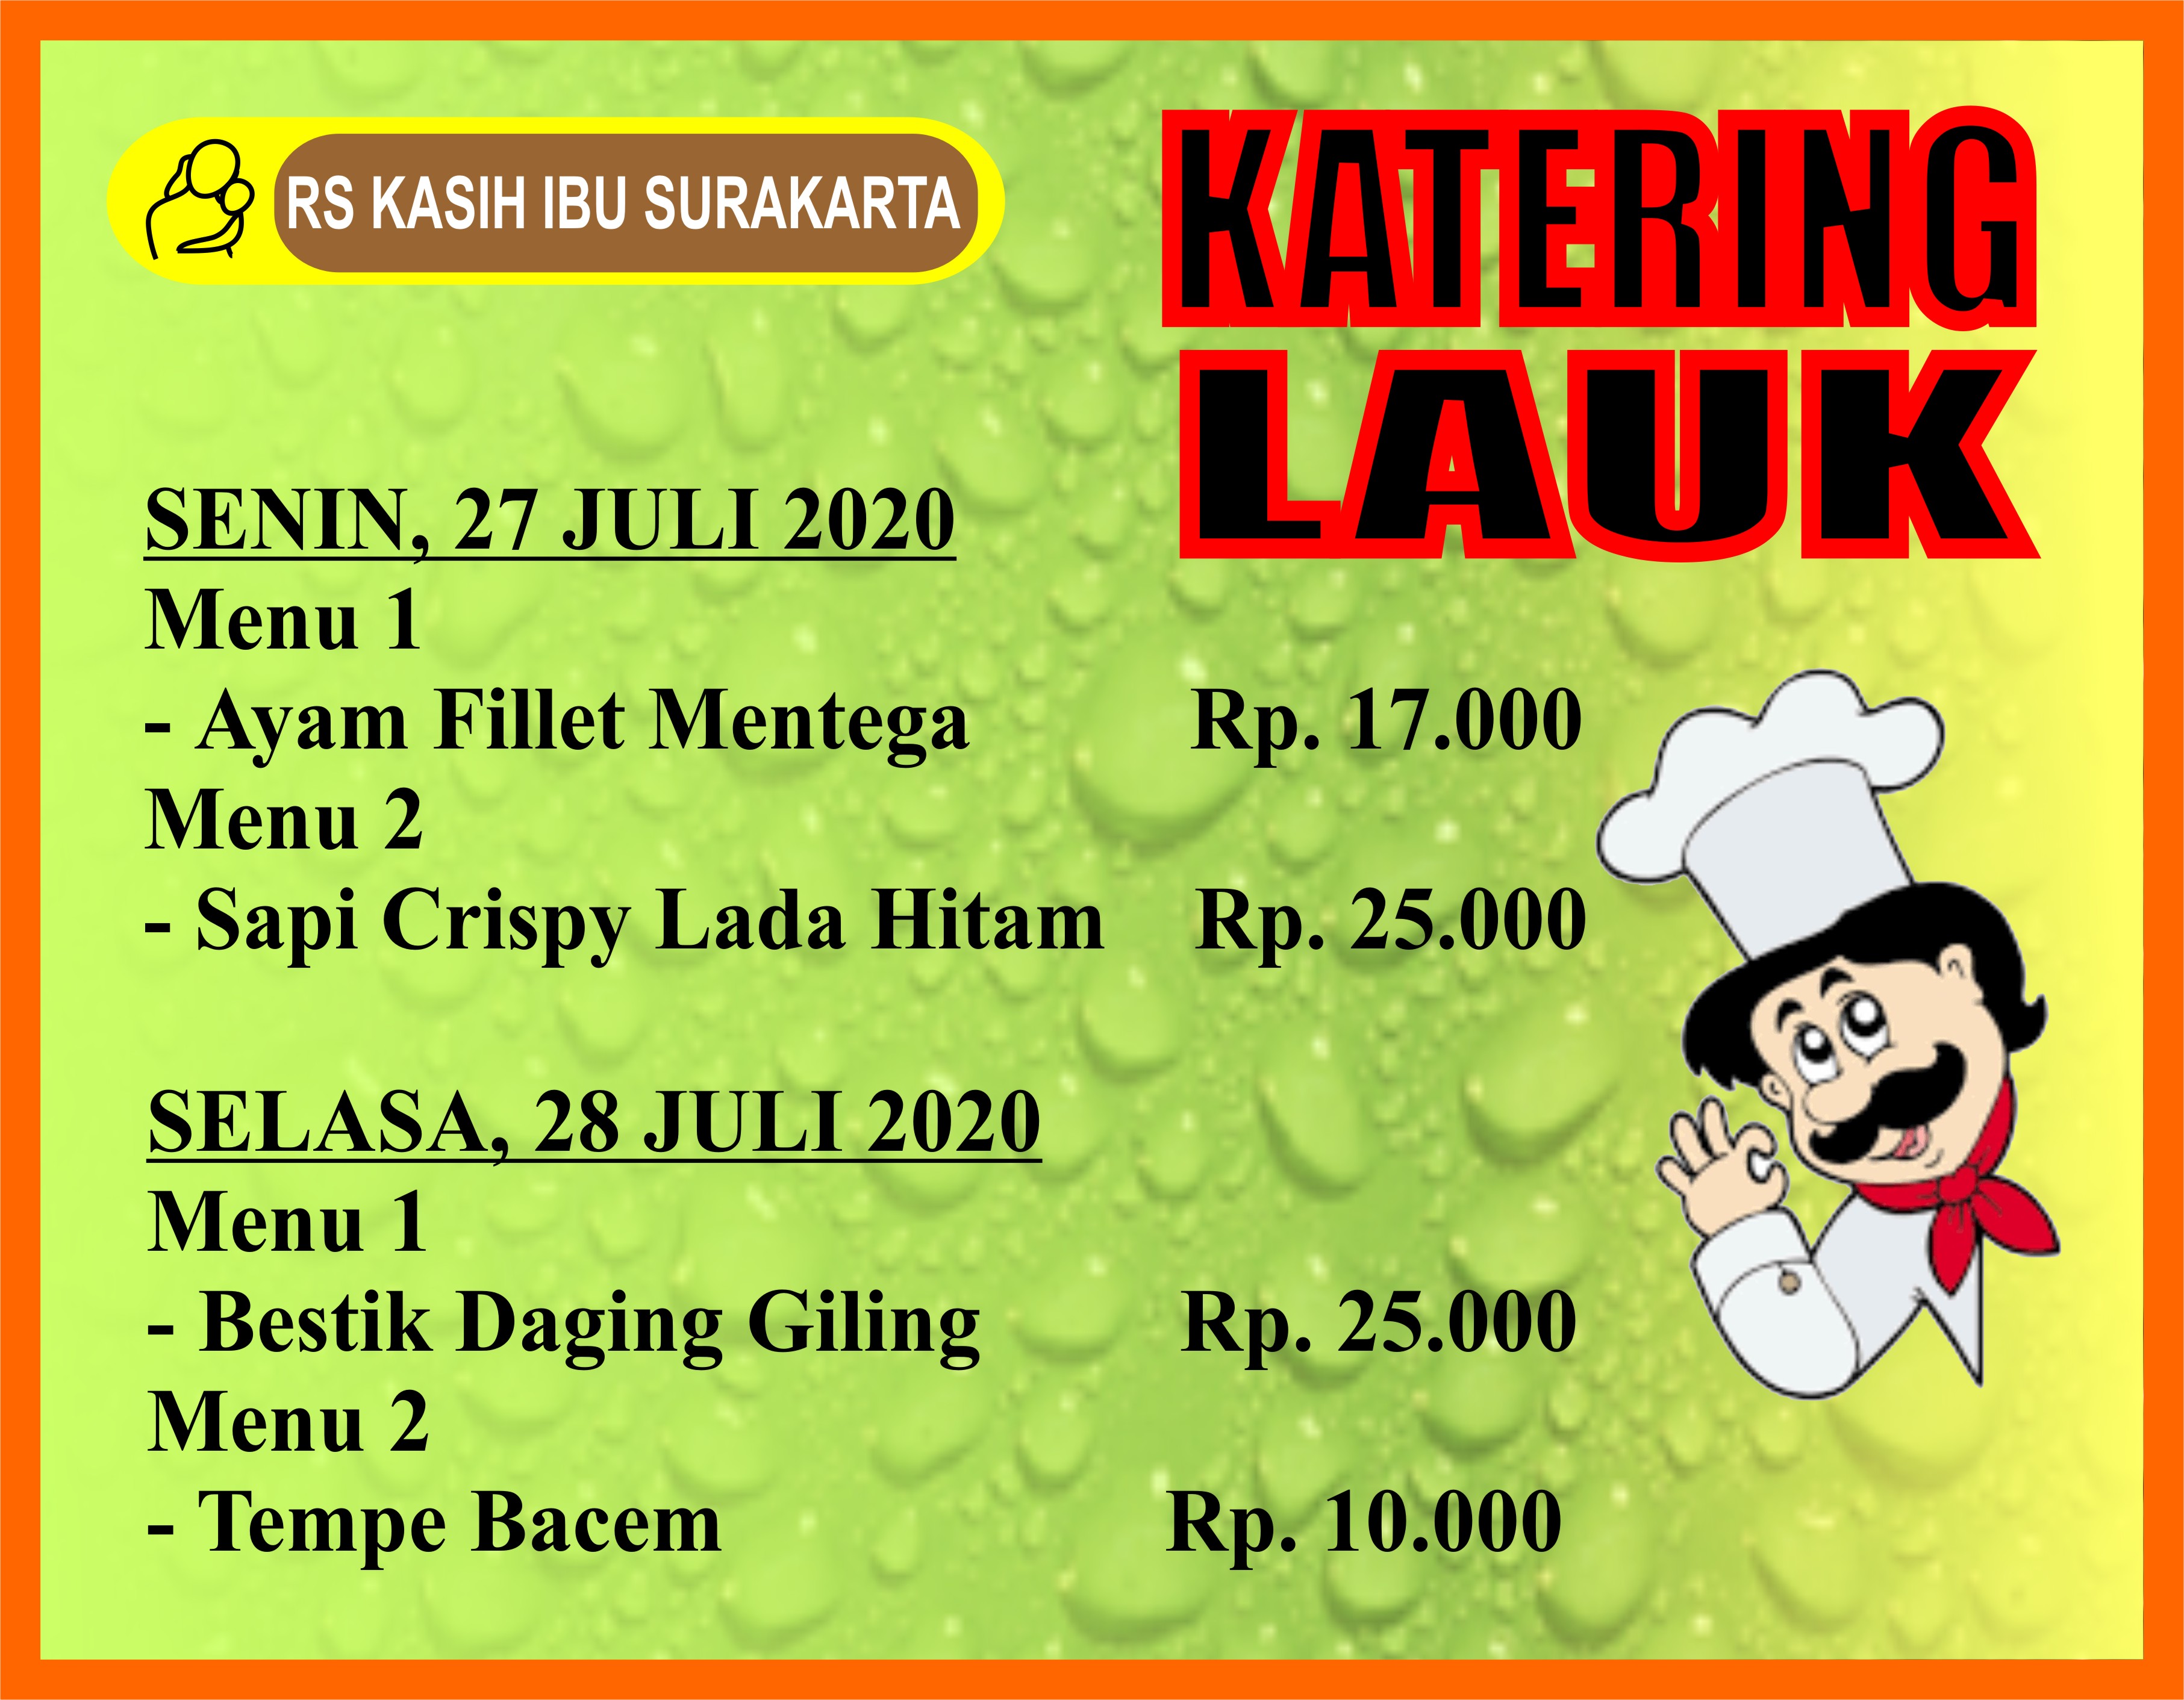 RS KASIH IBU SURAKARTA
KATERING
LAUK
SENIN, 27 JULI 2020
Menu 1
- Ayam Fillet Mentega Rp. 17.000
Menu 2
- Sapi Crispy Lada Hitam Rp. 25.000
SELASA, 28 JULI 2020
Menu 1
- Bestik Daging Giling Rp. 25.000
Menu 2
- Tempe Bacem Rp. 10.000